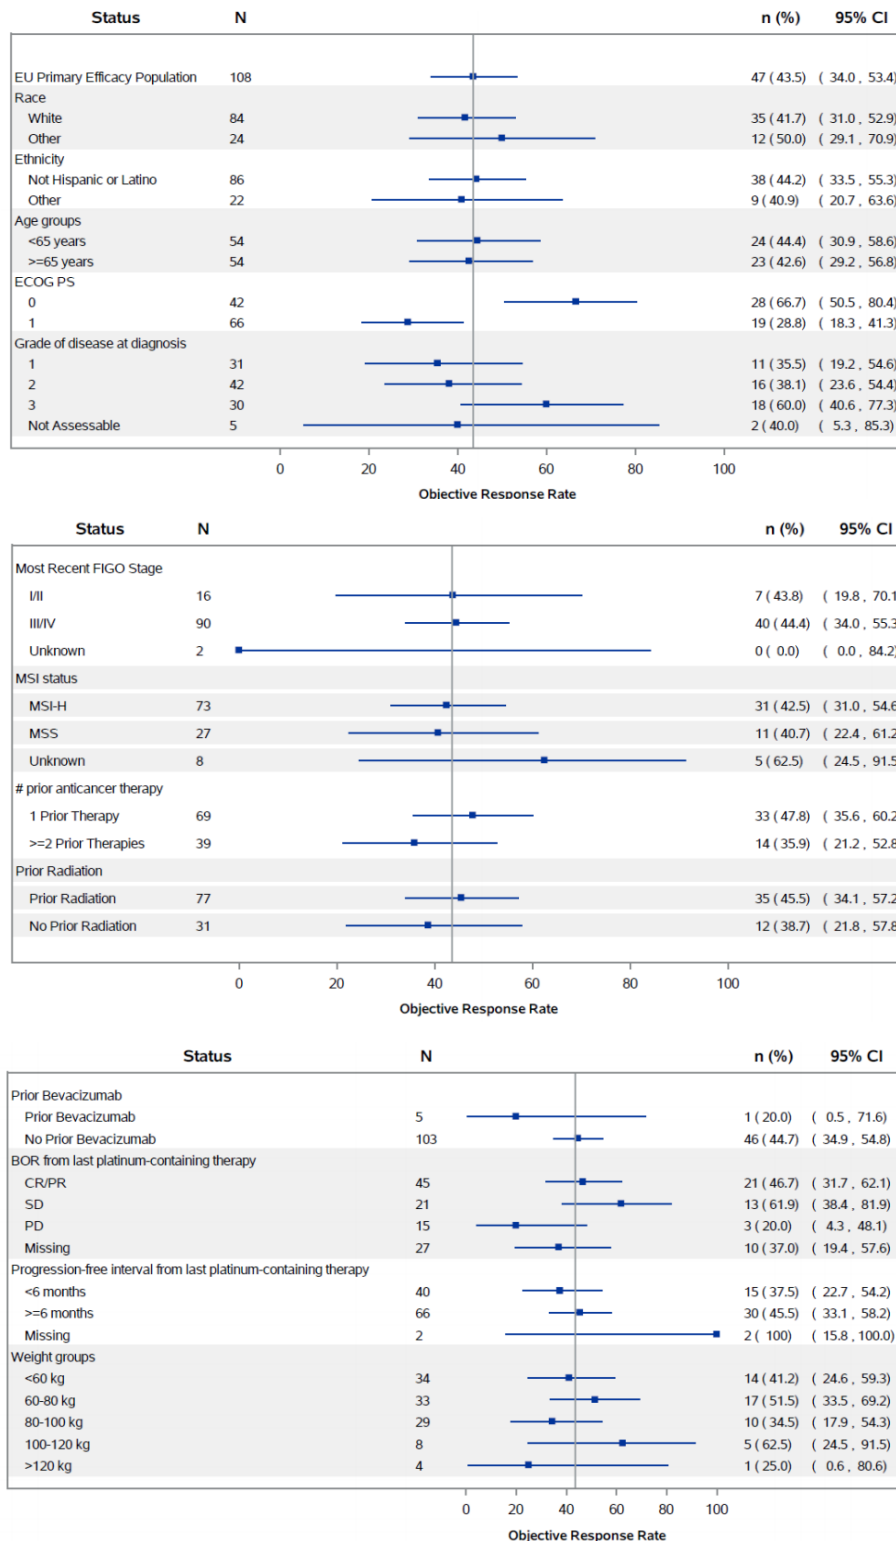 Status N n (%) 95% CI
EU Primary Efficacy Population 108 47 (43.5) ( 34.0 , 53.4)
Race
White 84 35 (41.7) ( 31.0 , 52.9)
Other 24 12 (50.0) ( 29.1 , 70.9)
Ethnicity
Not Hispanic or Latino 86 38 (44.2) ( 33.5 , 55.3)
Other 22 9 (40.9) ( 20.7 , 63.6)
Age groups
<65 years 54 24 (44.4) ( 30.9 , 58.6)
>=65 years 54 23 (42.6) ( 29.2 , 56.8)
ECOG PS
0 42 28 (66.7) ( 50.5 , 80.4)
1 66 19 (28.8) ( 18.3 , 41.3)
Grade of disease at diagnosis
1 31 11 (35.5) ( 19.2 , 54.6)
2 42 16 (38.1) ( 23.6 , 54.4)
3 30 18 (60.0) ( 40.6 , 77.3)
Not Assessable 5 2 (40.0) ( 5.3 , 85.3)
0 20 40 60 80 100
Objective Response Rate
Status N n (%) 95% CI
Most Recent FIGO Stage
I/II 16 7 (43.8) ( 19.8 , 70.1
III/IV 90 40 (44.4) ( 34.0 , 55.3
Unknown 2 0 ( 0.0) ( 0.0 , 84.2)
MSI status
MSI-H 73 31 (42.5) ( 31.0 , 54.6
MSS 27 11 (40.7) ( 22.4 , 61.2
Unknown 8 5 (62.5) ( 24.5 , 91.5
# prior anticancer therapy
1 Prior Therapy 69 33 (47.8) ( 35.6 , 60.2
>=2 Prior Therapies 39 14 (35.9) ( 21.2 , 52.8
Prior Radiation
Prior Radiation 77 35 (45.5) ( 34.1 , 57.2
No Prior Radiation 31 12 (38.7) ( 21.8 , 57.8
0 20 40 60 80 100
Objective Response Rate
Status N n (%) 95% CI
Prior Bevacizumab
Prior Bevacizumab 5 1 (20.0) ( 0.5 , 71.6)
No Prior Bevacizumab 103 46 (44.7) ( 34.9 , 54.8)
BOR from last platinum-containing therapy
CR/PR 45 21 (46.7) ( 31.7 , 62.1)
SD 21 13 (61.9) ( 38.4 , 81.9)
PD 15 3 (20.0) ( 4.3 , 48.1)
Missing 27 10 (37.0) ( 19.4 , 57.6)
Progression-free interval from last platinum-containing therapy
<6 months 40 15 (37.5) ( 22.7 , 54.2)
>=6 months 66 30 (45.5) ( 33.1 , 58.2)
Missing 2 2 ( 100) ( 15.8 , 100.0)
Weight groups
<60 kg 34 14 (41.2) ( 24.6 , 59.3)
60-80 kg 33 17 (51.5) ( 33.5 , 69.2)
80-100 kg 29 10 (34.5) ( 17.9 , 54.3)
100-120 kg 8 5 (62.5) ( 24.5 , 91.5)
>120 kg 4 1 (25.0) ( 0.6 , 80.6)
0 20 40 60 80 100
Objective Response Rate